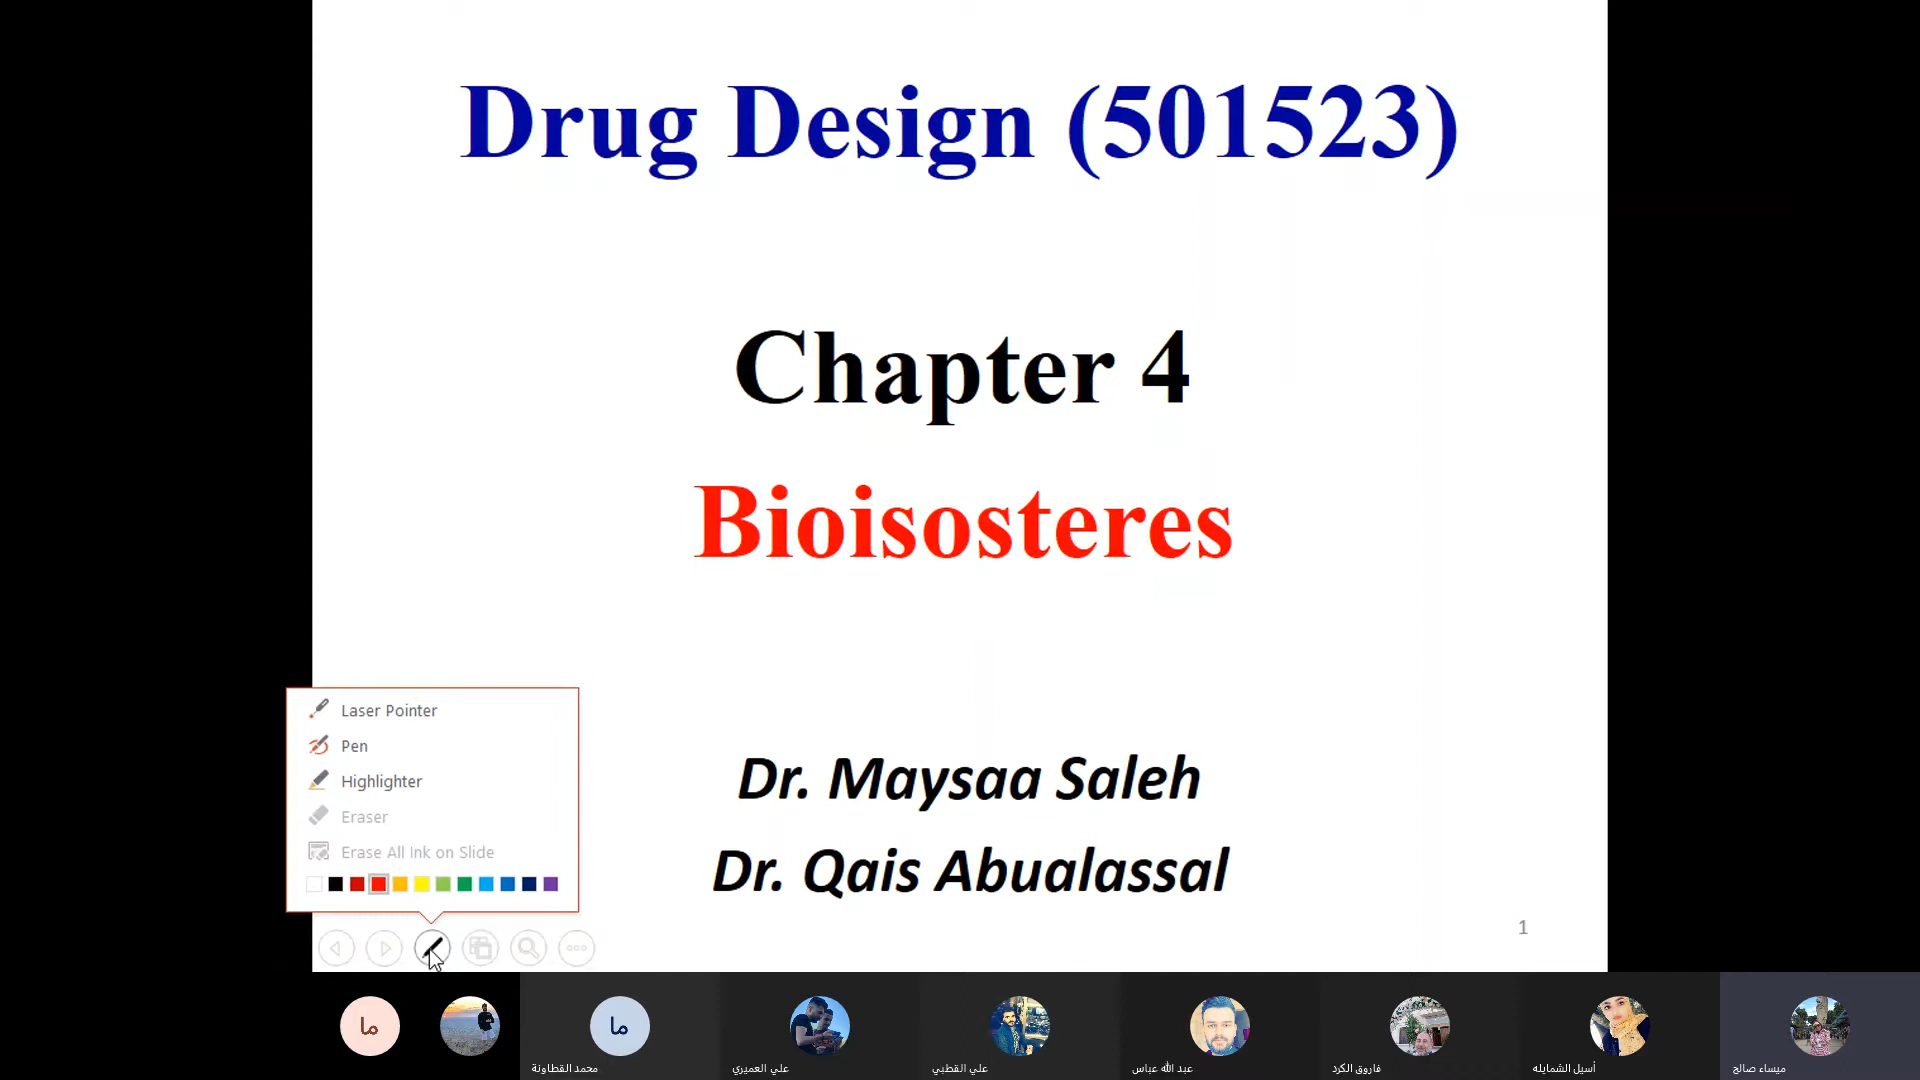 Drug Design (501523)
Chapter 4
Bioisosteres
Dr. Maysaa Saleh
Dr. Qais Abualassal
1
Laser Pointer
Pen
Highlighter
Eraser
Erase All Ink on Slide
ما
ما
محمد القطاونة
علي العميري
علي القطبي
عبد الله عباس
فاروق الكرد
أسيل الشمايله
ميساء صالح